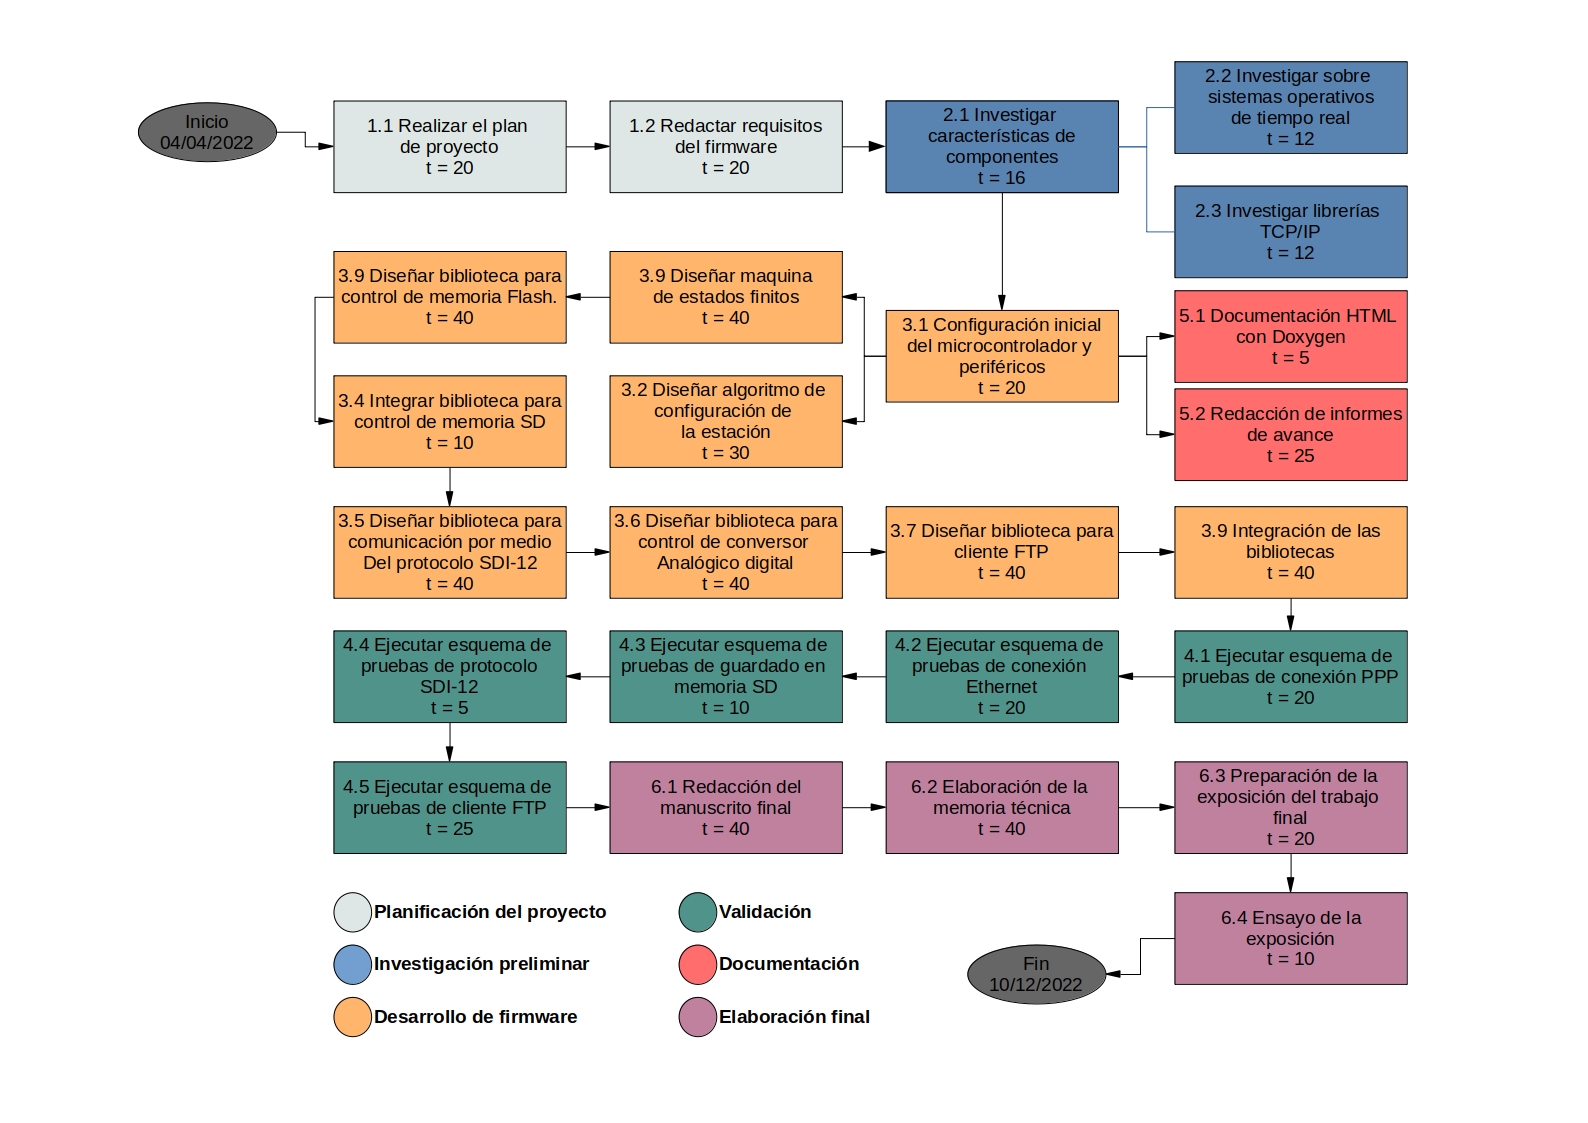 Inicio
04/04/2022
1.1 Realizar el plan
de proyecto
t = 20
1.2 Redactar requisitos
del firmware
t = 20
2.1 Investigar
características de
componentes
t = 16
2.2 Investigar sobre
sistemas operativos
de tiempo real
t = 12
2.3 Investigar librerías
TCP/IP
t = 12
3.9 Diseñar biblioteca para
control de memoria Flash.
t = 40
3.9 Diseñar maquina
de estados finitos
t = 40
3.1 Configuración inicial
del microcontrolador y
periféricos
t = 20
5.1 Documentación HTML
con Doxygen
t = 5
3.4 Integrar biblioteca para
control de memoria SD
t = 10
3.2 Diseñar algoritmo de
configuración de
la estación
t = 30
5.2 Redacción de informes
de avance
t = 25
3.5 Diseñar biblioteca para
comunicación por medio
Del protocolo SDI-12
t = 40
3.6 Diseñar biblioteca para
control de conversor
Analógico digital
t = 40
3.7 Diseñar biblioteca para
cliente FTP
t = 40
3.9 Integración de las
bibliotecas
t = 40
4.4 Ejecutar esquema de
pruebas de protocolo
SDI-12
t = 5
4.3 Ejecutar esquema de
pruebas de guardado en
memoria SD
t = 10
4.2 Ejecutar esquema de
pruebas de conexión
Ethernet
t = 20
4.1 Ejecutar esquema de
pruebas de conexión PPP
t = 20
4.5 Ejecutar esquema de
pruebas de cliente FTP
t = 25
6.1 Redacción del
manuscrito final
t = 40
6.2 Elaboración de la
memoria técnica
t = 40
6.3 Preparación de la
exposición del trabajo
final
t = 20
6.4 Ensayo de la
exposición
t = 10
Fin
10/12/2022
Planificación del proyecto
Investigación preliminar
Desarrollo de firmware
Validación
Documentación
Elaboración final